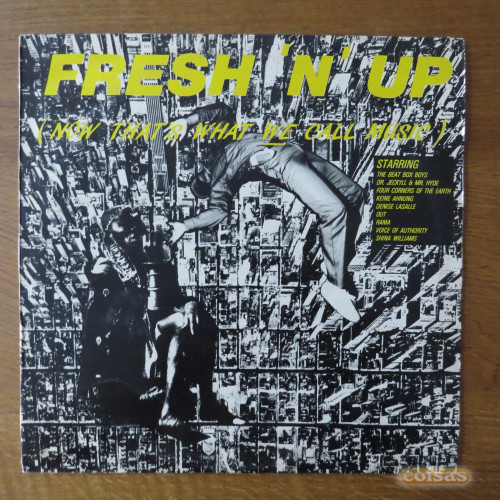 FRESH 'N' UP
(NOW THAT'S WHAT WE CALL MUSIC)
STARRING
THE BEAT BOX BOYS
DR. JECKYLL & MR. HYDE
FOUR CORNERS OF THE EARTH
KEINE AHNUNG
DENISE LASALLE
OUT
RAMA
VOICE OF AUTHORITY
SHINA WILLIAMS
coisas